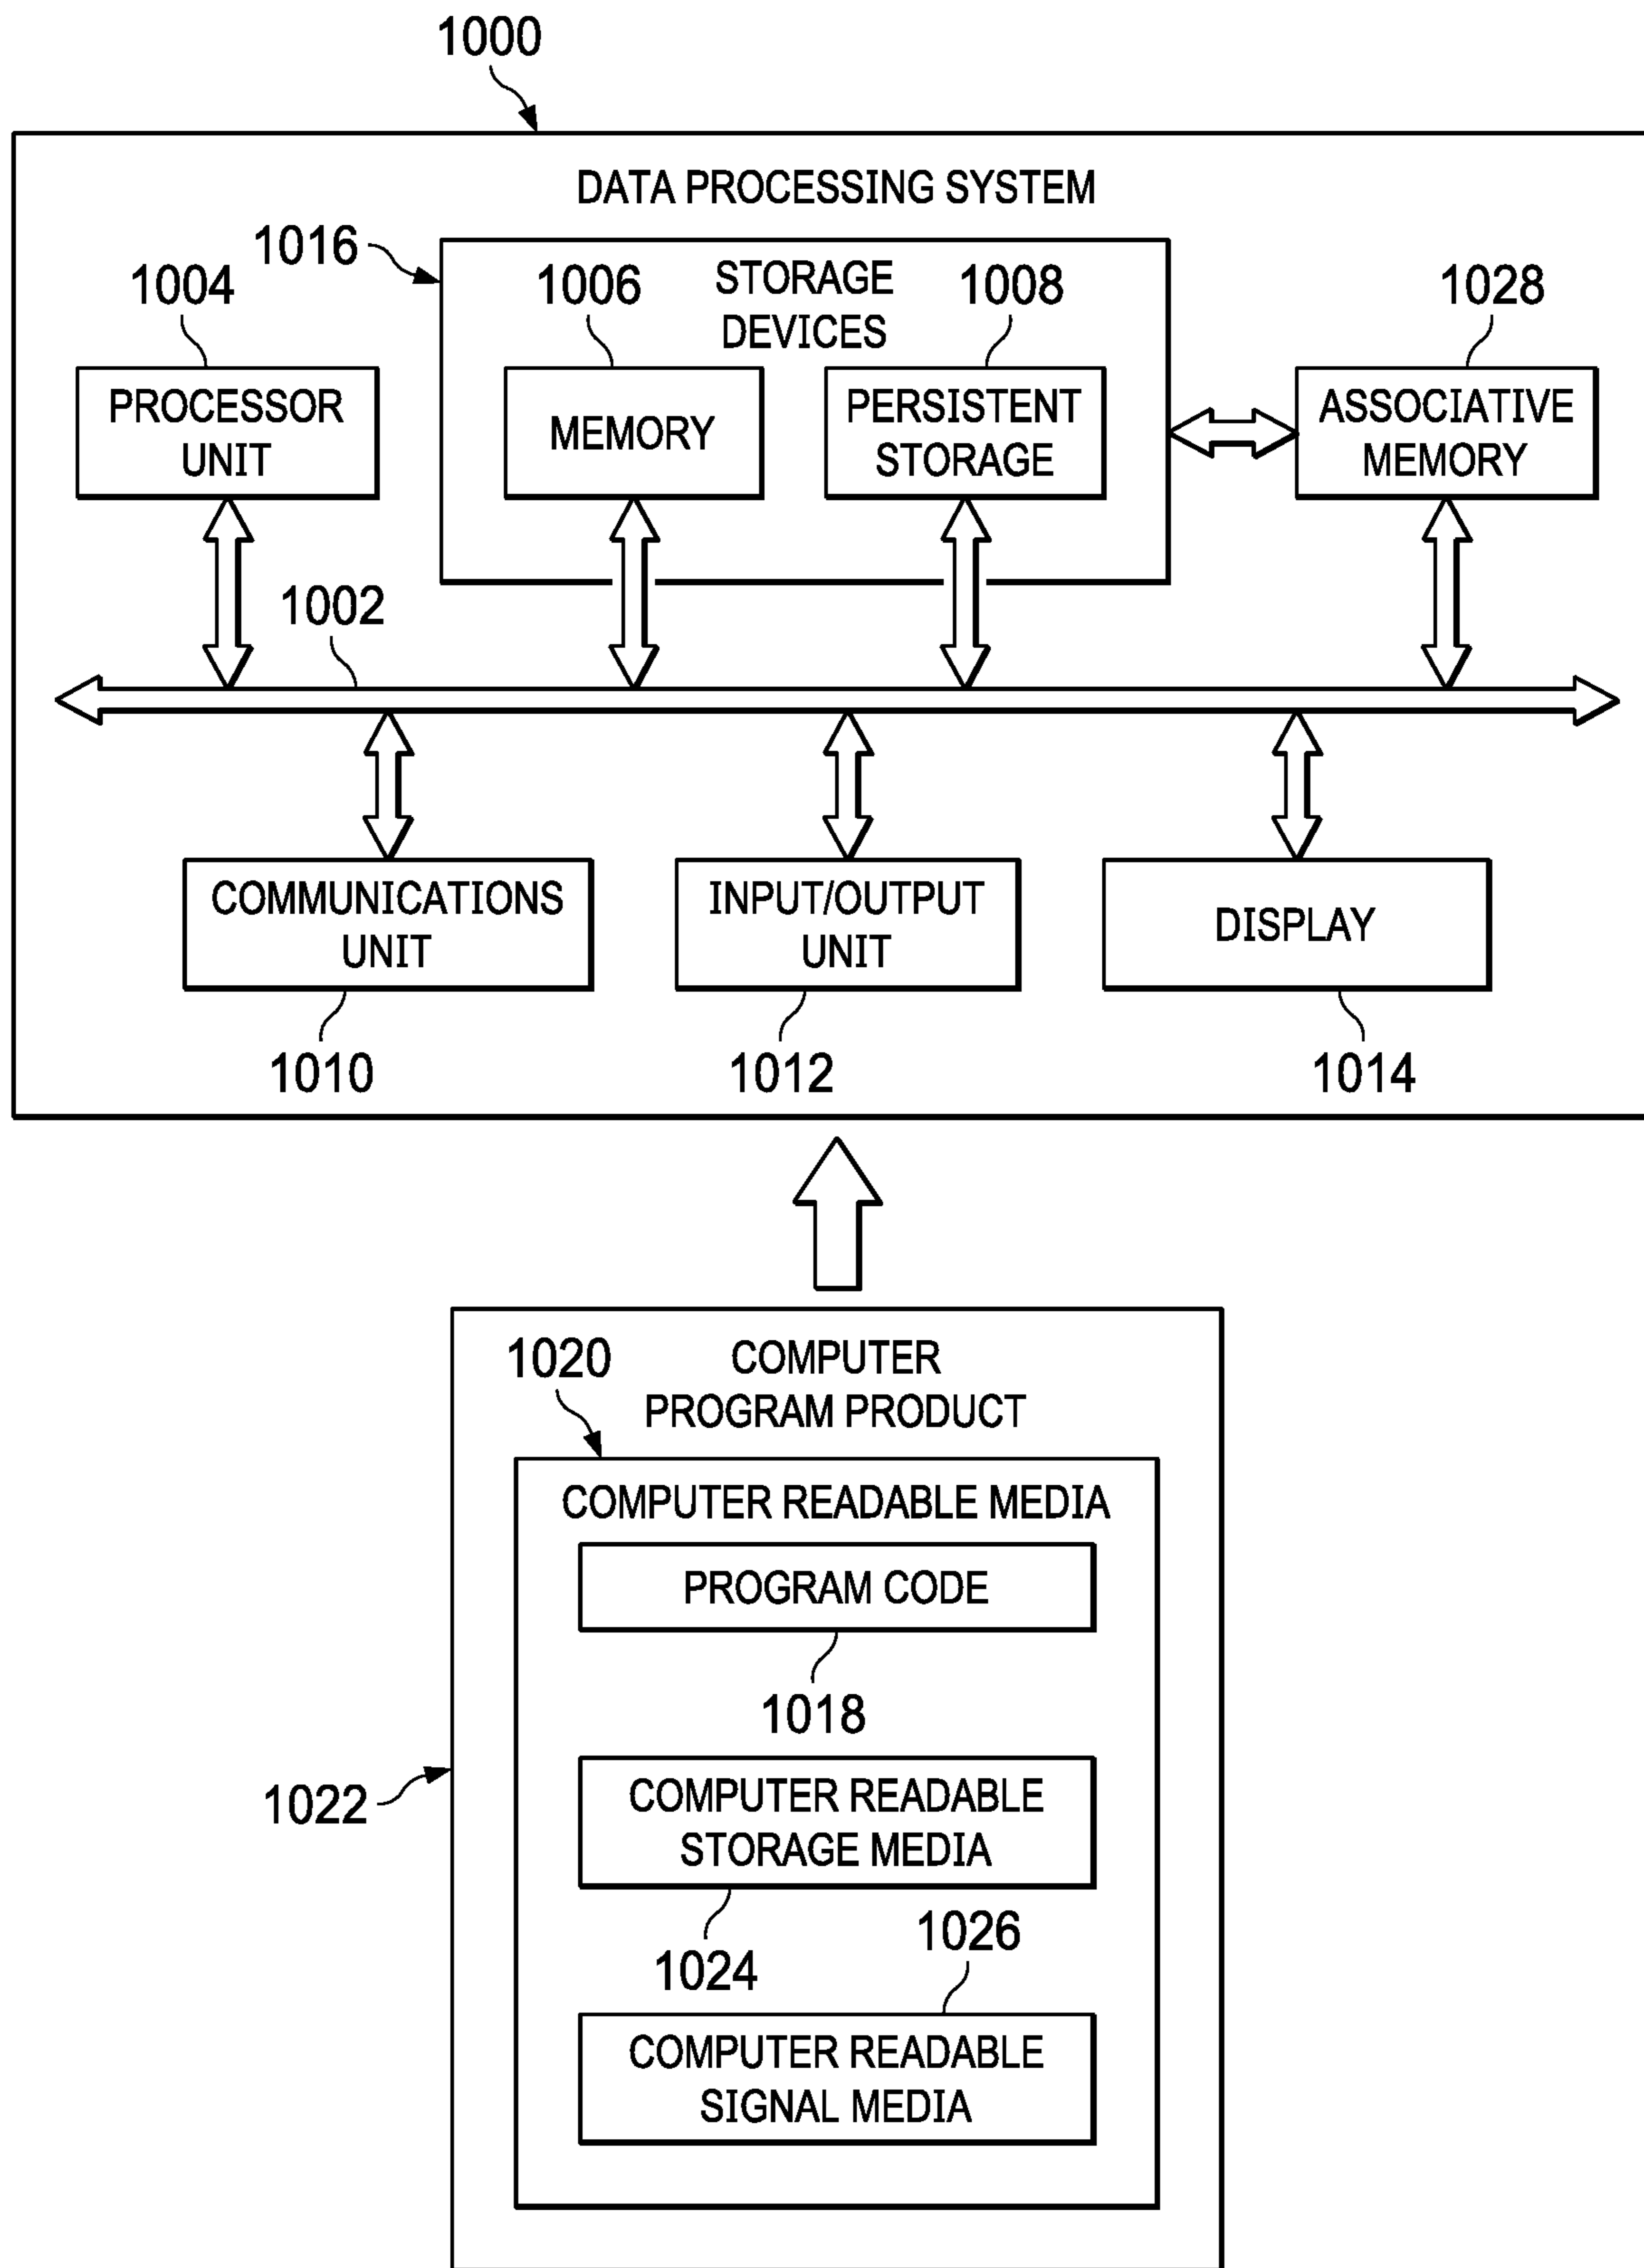 1000
DATA PROCESSING SYSTEM
1016
1004
1006
STORAGE
DEVICES
1008
1028
PROCESSOR
UNIT
MEMORY
PERSISTENT
STORAGE
ASSOCIATIVE
MEMORY
1002
COMMUNICATIONS
UNIT
INPUT/OUTPUT
UNIT
DISPLAY
1010
1012
1014
COMPUTER
PROGRAM PRODUCT
1020
COMPUTER READABLE MEDIA
PROGRAM CODE
1018
1022
COMPUTER READABLE
STORAGE MEDIA
1024
1026
COMPUTER READABLE
SIGNAL MEDIA